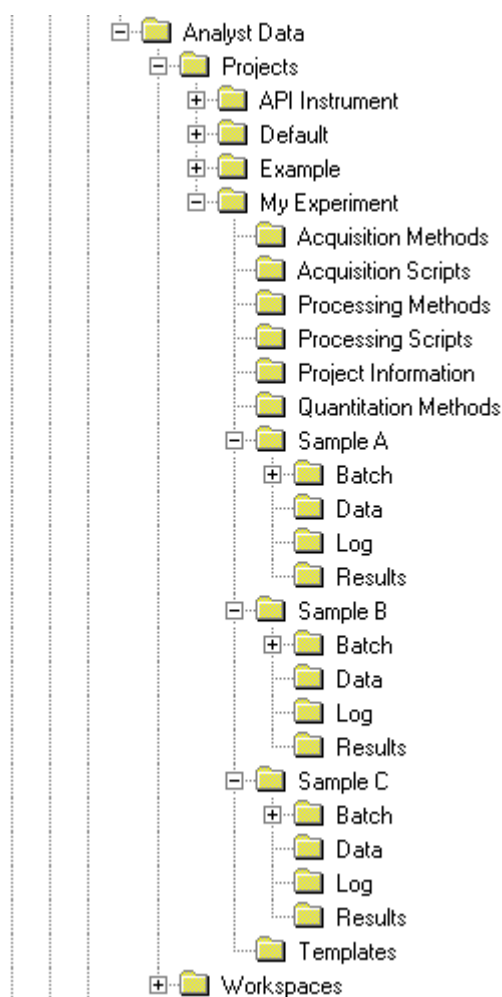 Analyst Data
Projects
API Instrument
Default
Example
My Experiment
Acquisition Methods
Acquisition Scripts
Processing Methods
Processing Scripts
Project Information
Quantitation Methods
Sample A
Batch
Data
Log
Results
Sample B
Batch
Data
Log
Results
Sample C
Batch
Data
Log
Results
Templates
Workspaces